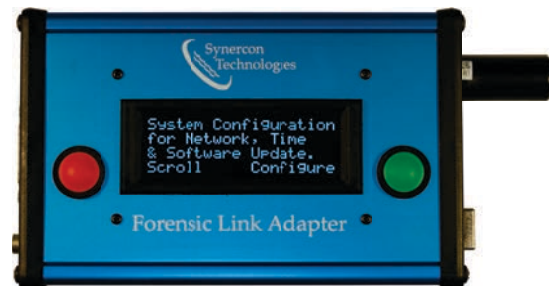 Synercon
Technologies
System Configuration
for Network, Time
& Software Update.
Scroll Configure
Forensic Link Adapter